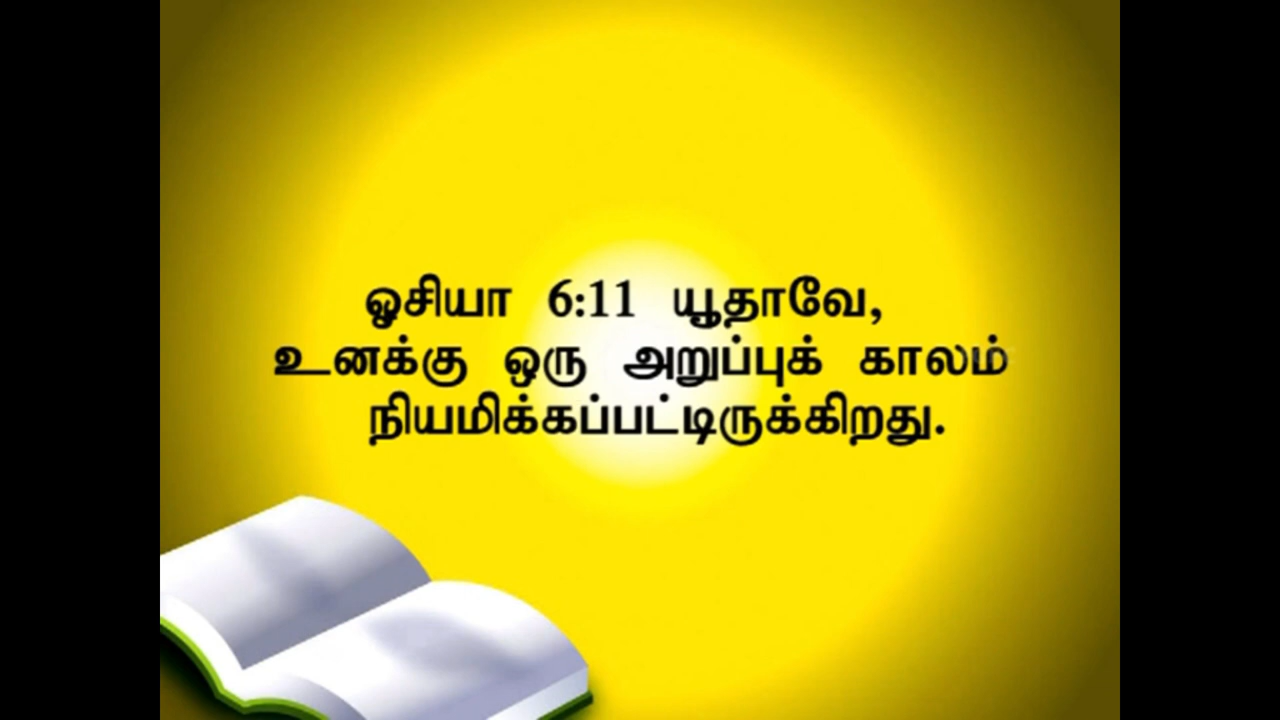 ஓசியா 6:11 யூதாவே,
உனக்கு ஒரு அறுப்புக் காலம்
நியமிக்கப்பட்டிருக்கிறது.